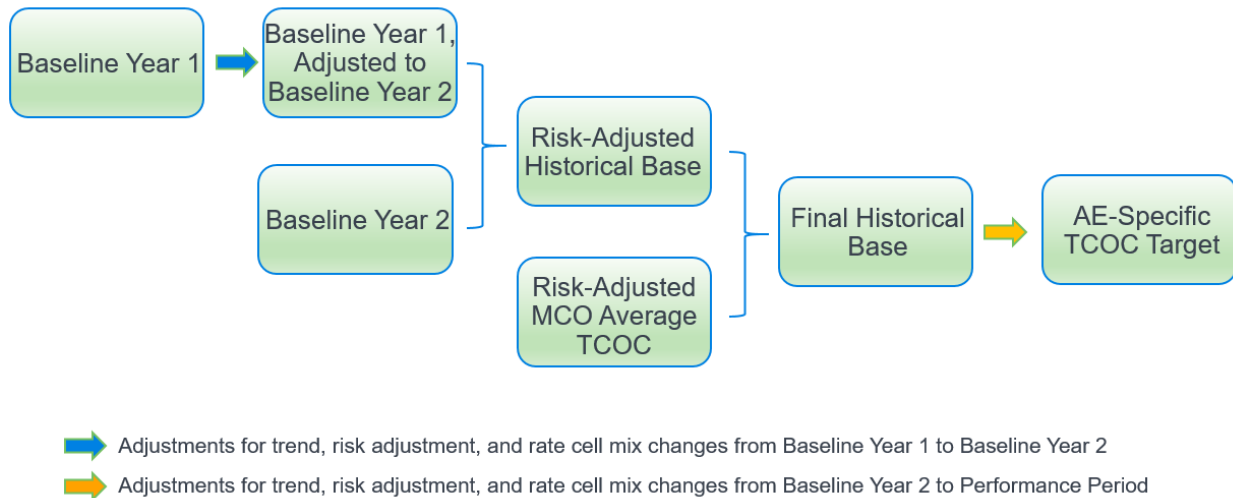 Baseline Year 1
Baseline Year 1,
Adjusted to
Baseline Year 2
Baseline Year 2
Risk-Adjusted
Historical Base
Risk-Adjusted
MCO Average
TCOC
Final Historical
Base
AE-Specific
TCOC Target
Adjustments for trend, risk adjustment, and rate cell mix changes from Baseline Year 1 to Baseline Year 2
Adjustments for trend, risk adjustment, and rate cell mix changes from Baseline Year 2 to Performance Period